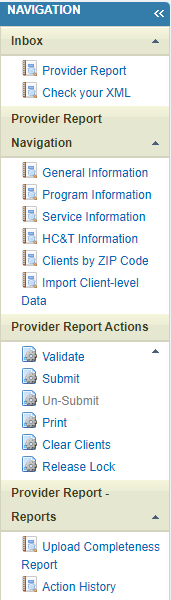 NAVIGATION «
Inbox
Provider Report
Check your XML
Provider Report
Navigation
General Information
Program Information
Service Information
HC&T Information
Clients by ZIP Code
Import Client-level
Data
Provider Report Actions
Validate
Submit
Un-Submit
Print
Clear Clients
Release Lock
Provider Report -
Reports
Upload Completeness
Report
Action History